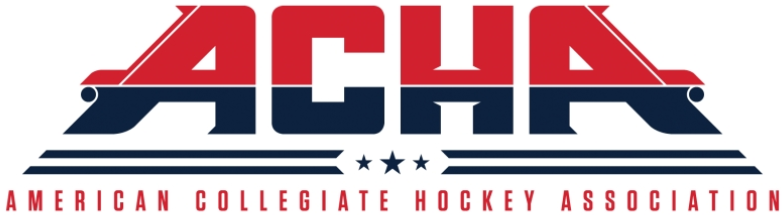 ACHA
AMERICAN COLLEGIATE HOCKEY ASSOCIATION